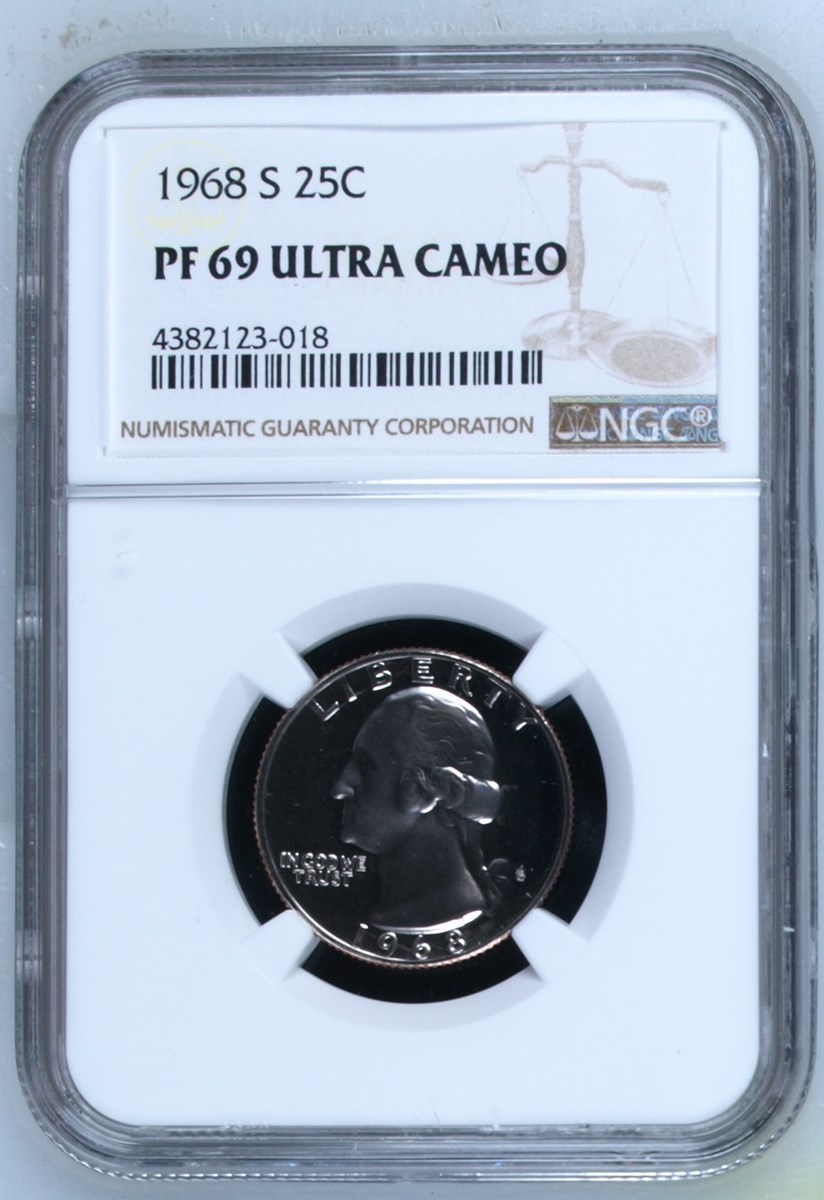 1968 S 25C
PF 69 ULTRA CAMEO
4382123-018
NUMISMATIC GUARANTY CORPORATION
NGC®
LIBERTY
IN GOD WE
TRUST
S
1968